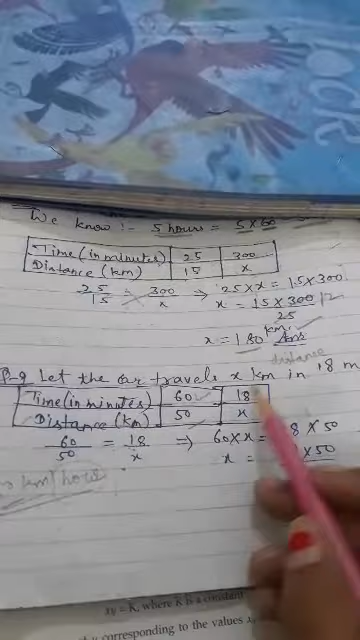 We know :- 5 hours = 5×60
Time (in minutes) 25 300
Distance (km) 15 x
25/15 = 300/x ⇒ 25×x = 15×300
x = 15×300
25
x = 180 km. Ans
distance
Let the car travels x km in 18 m
Time (in minutes) 60 18
Distance (km) 50 x
60/50 = 18/x ⇒ 60×x = 8×50
x = ×50
km/hour
xy = K, where K is a constant
corresponding to the values